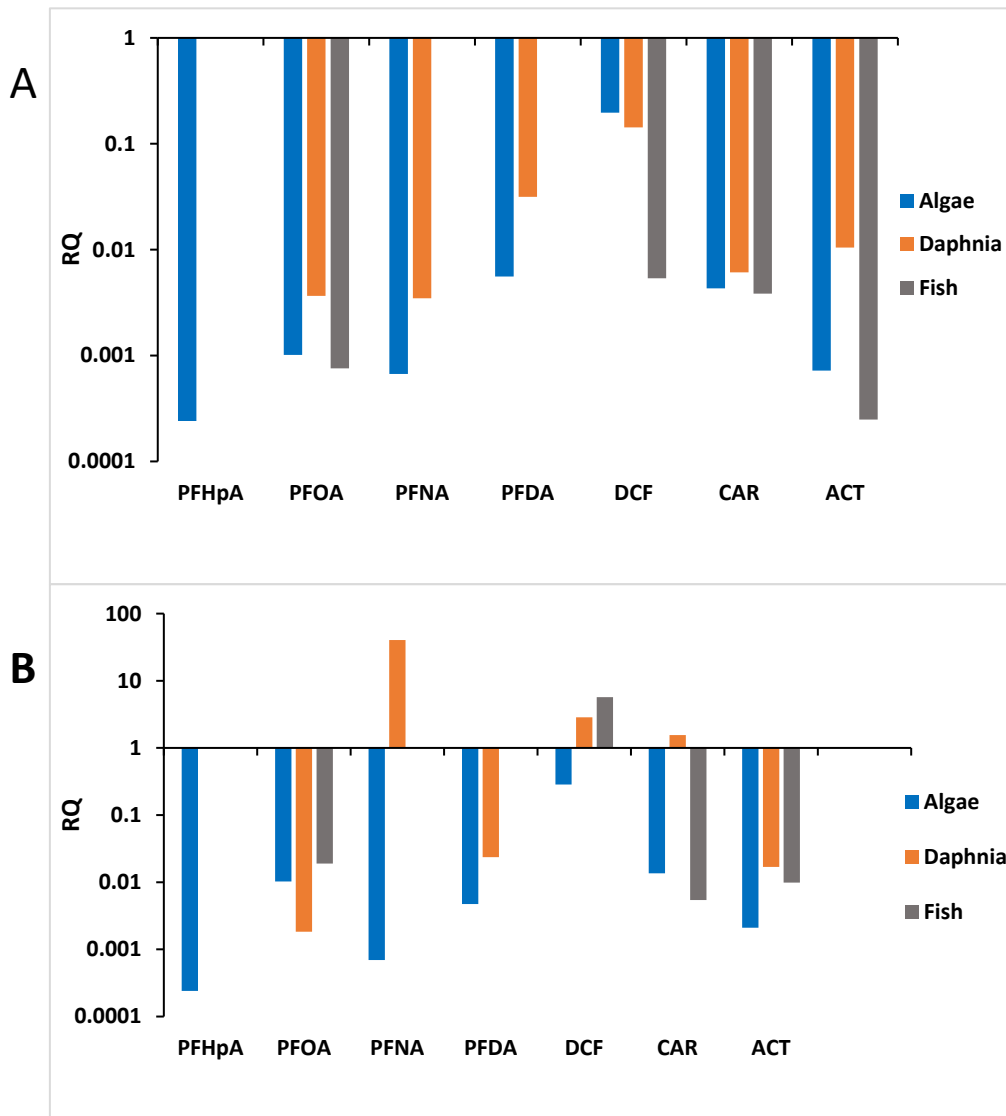 A
1
0.1
0.01
0.001
0.0001
RQ
Algae
Daphnia
Fish
PFHpA PFOA PFNA PFDA DCF CAR ACT
B
100
10
1
0.1
0.01
0.001
0.0001
RQ
Algae
Daphnia
Fish
PFHpA PFOA PFNA PFDA DCF CAR ACT